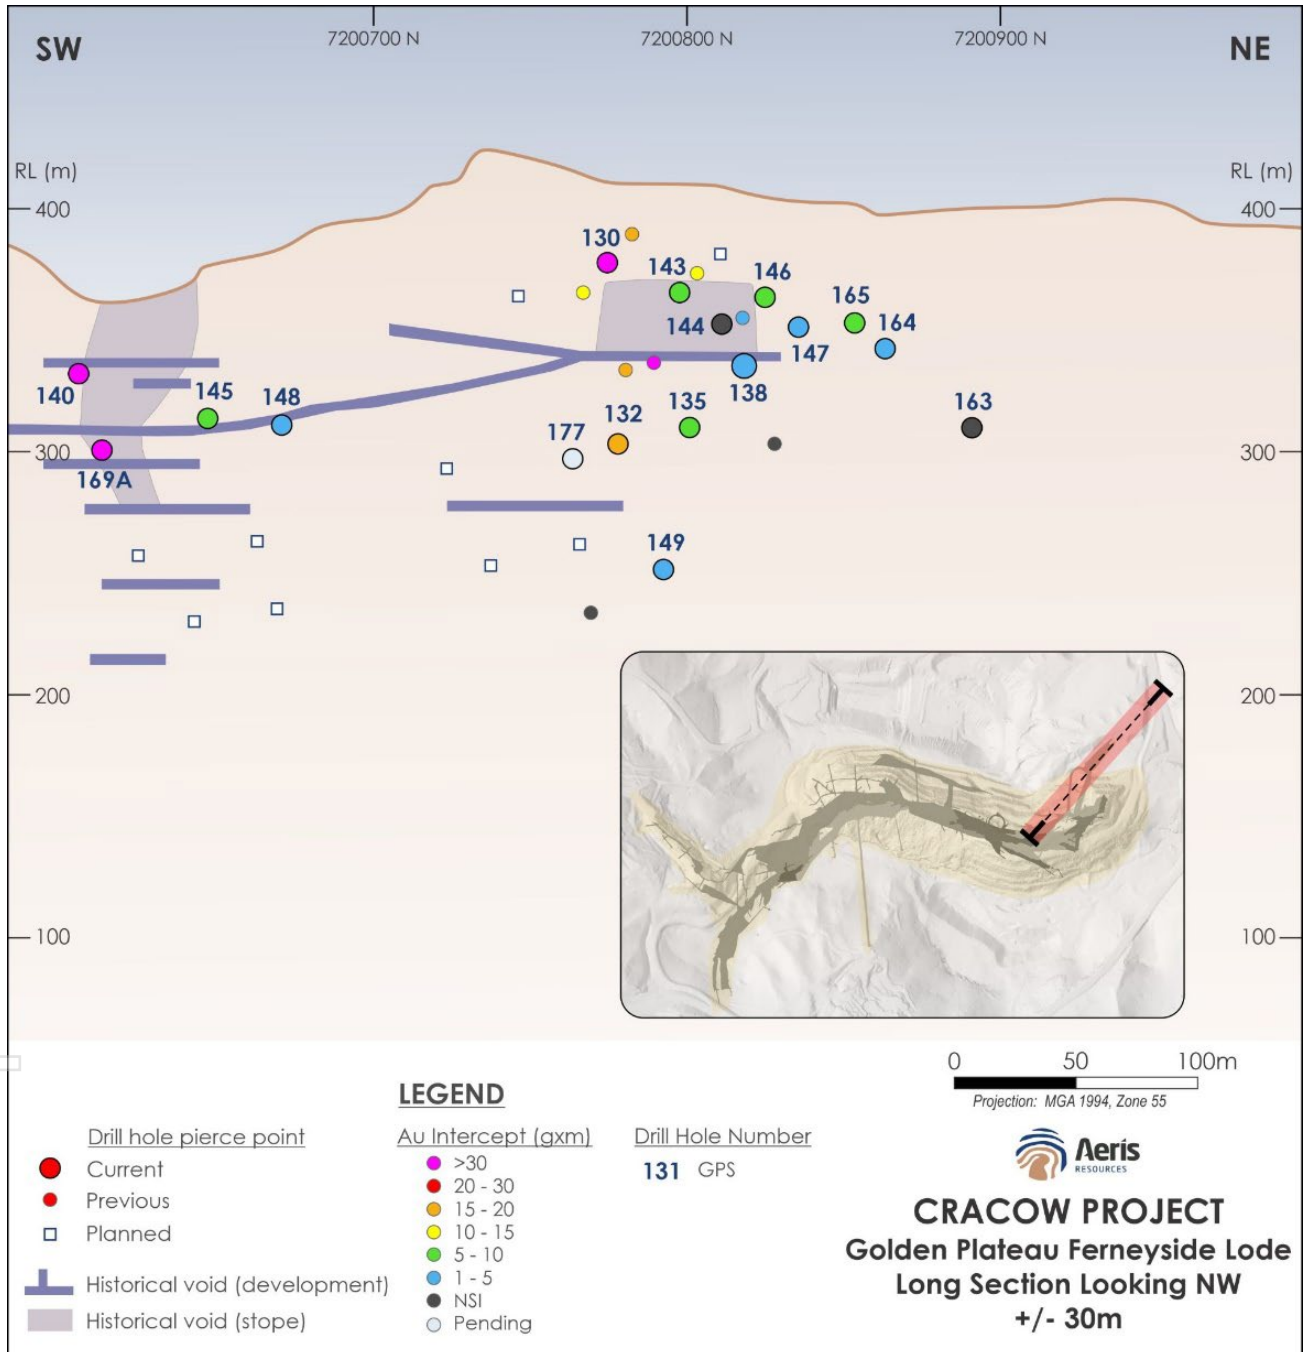 7200700 N
7200800 N
7200900 N
SW
NE
RL (m)
RL (m)
400
400
130
143
146
165
144
164
147
140
145
148
138
163
135
132
177
300
300
169A
149
200
200
100
100
0 50 100m
Projection: MGA 1994, Zone 55
LEGEND
Drill hole pierce point
Current
Previous
Planned
Historical void (development)
Historical void (stope)
Au Intercept (gxm)
>30
20 - 30
15 - 20
10 - 15
5 - 10
1 - 5
NSI
Pending
Drill Hole Number
131 GPS
Aeris
RESOURCES
CRACOW PROJECT
Golden Plateau Ferneyside Lode
Long Section Looking NW
+/- 30m